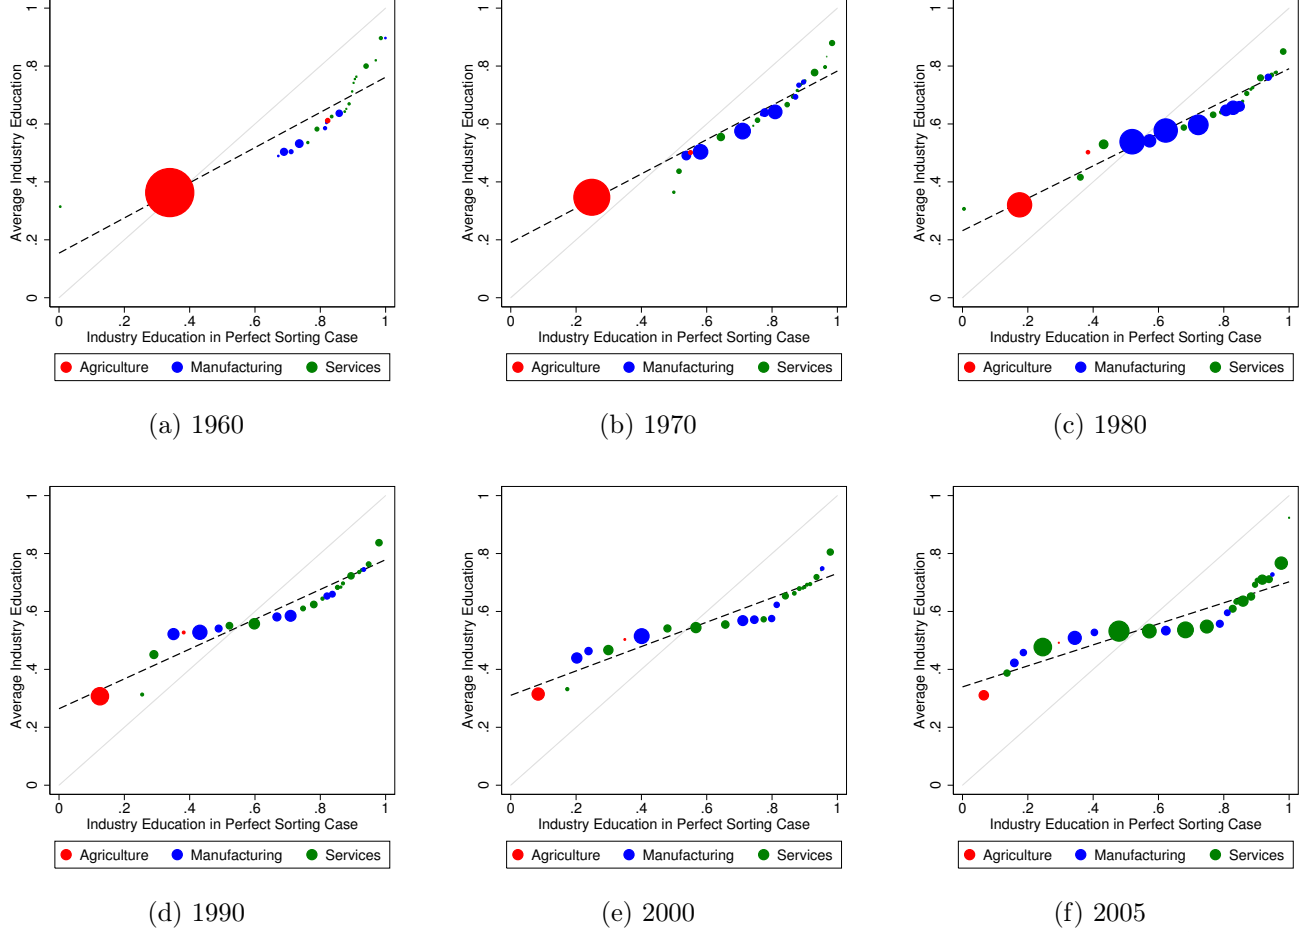 Average Industry Education
0 .2 .4 .6 .8 1
0 .2 .4 .6 .8 1
Industry Education in Perfect Sorting Case
Agriculture Manufacturing Services
(a) 1960
Average Industry Education
0 .2 .4 .6 .8 1
0 .2 .4 .6 .8 1
Industry Education in Perfect Sorting Case
Agriculture Manufacturing Services
(b) 1970
Average Industry Education
0 .2 .4 .6 .8 1
0 .2 .4 .6 .8 1
Industry Education in Perfect Sorting Case
Agriculture Manufacturing Services
(c) 1980
Average Industry Education
0 .2 .4 .6 .8 1
0 .2 .4 .6 .8 1
Industry Education in Perfect Sorting Case
Agriculture Manufacturing Services
(d) 1990
Average Industry Education
0 .2 .4 .6 .8 1
0 .2 .4 .6 .8 1
Industry Education in Perfect Sorting Case
Agriculture Manufacturing Services
(e) 2000
Average Industry Education
0 .2 .4 .6 .8 1
0 .2 .4 .6 .8 1
Industry Education in Perfect Sorting Case
Agriculture Manufacturing Services
(f) 2005